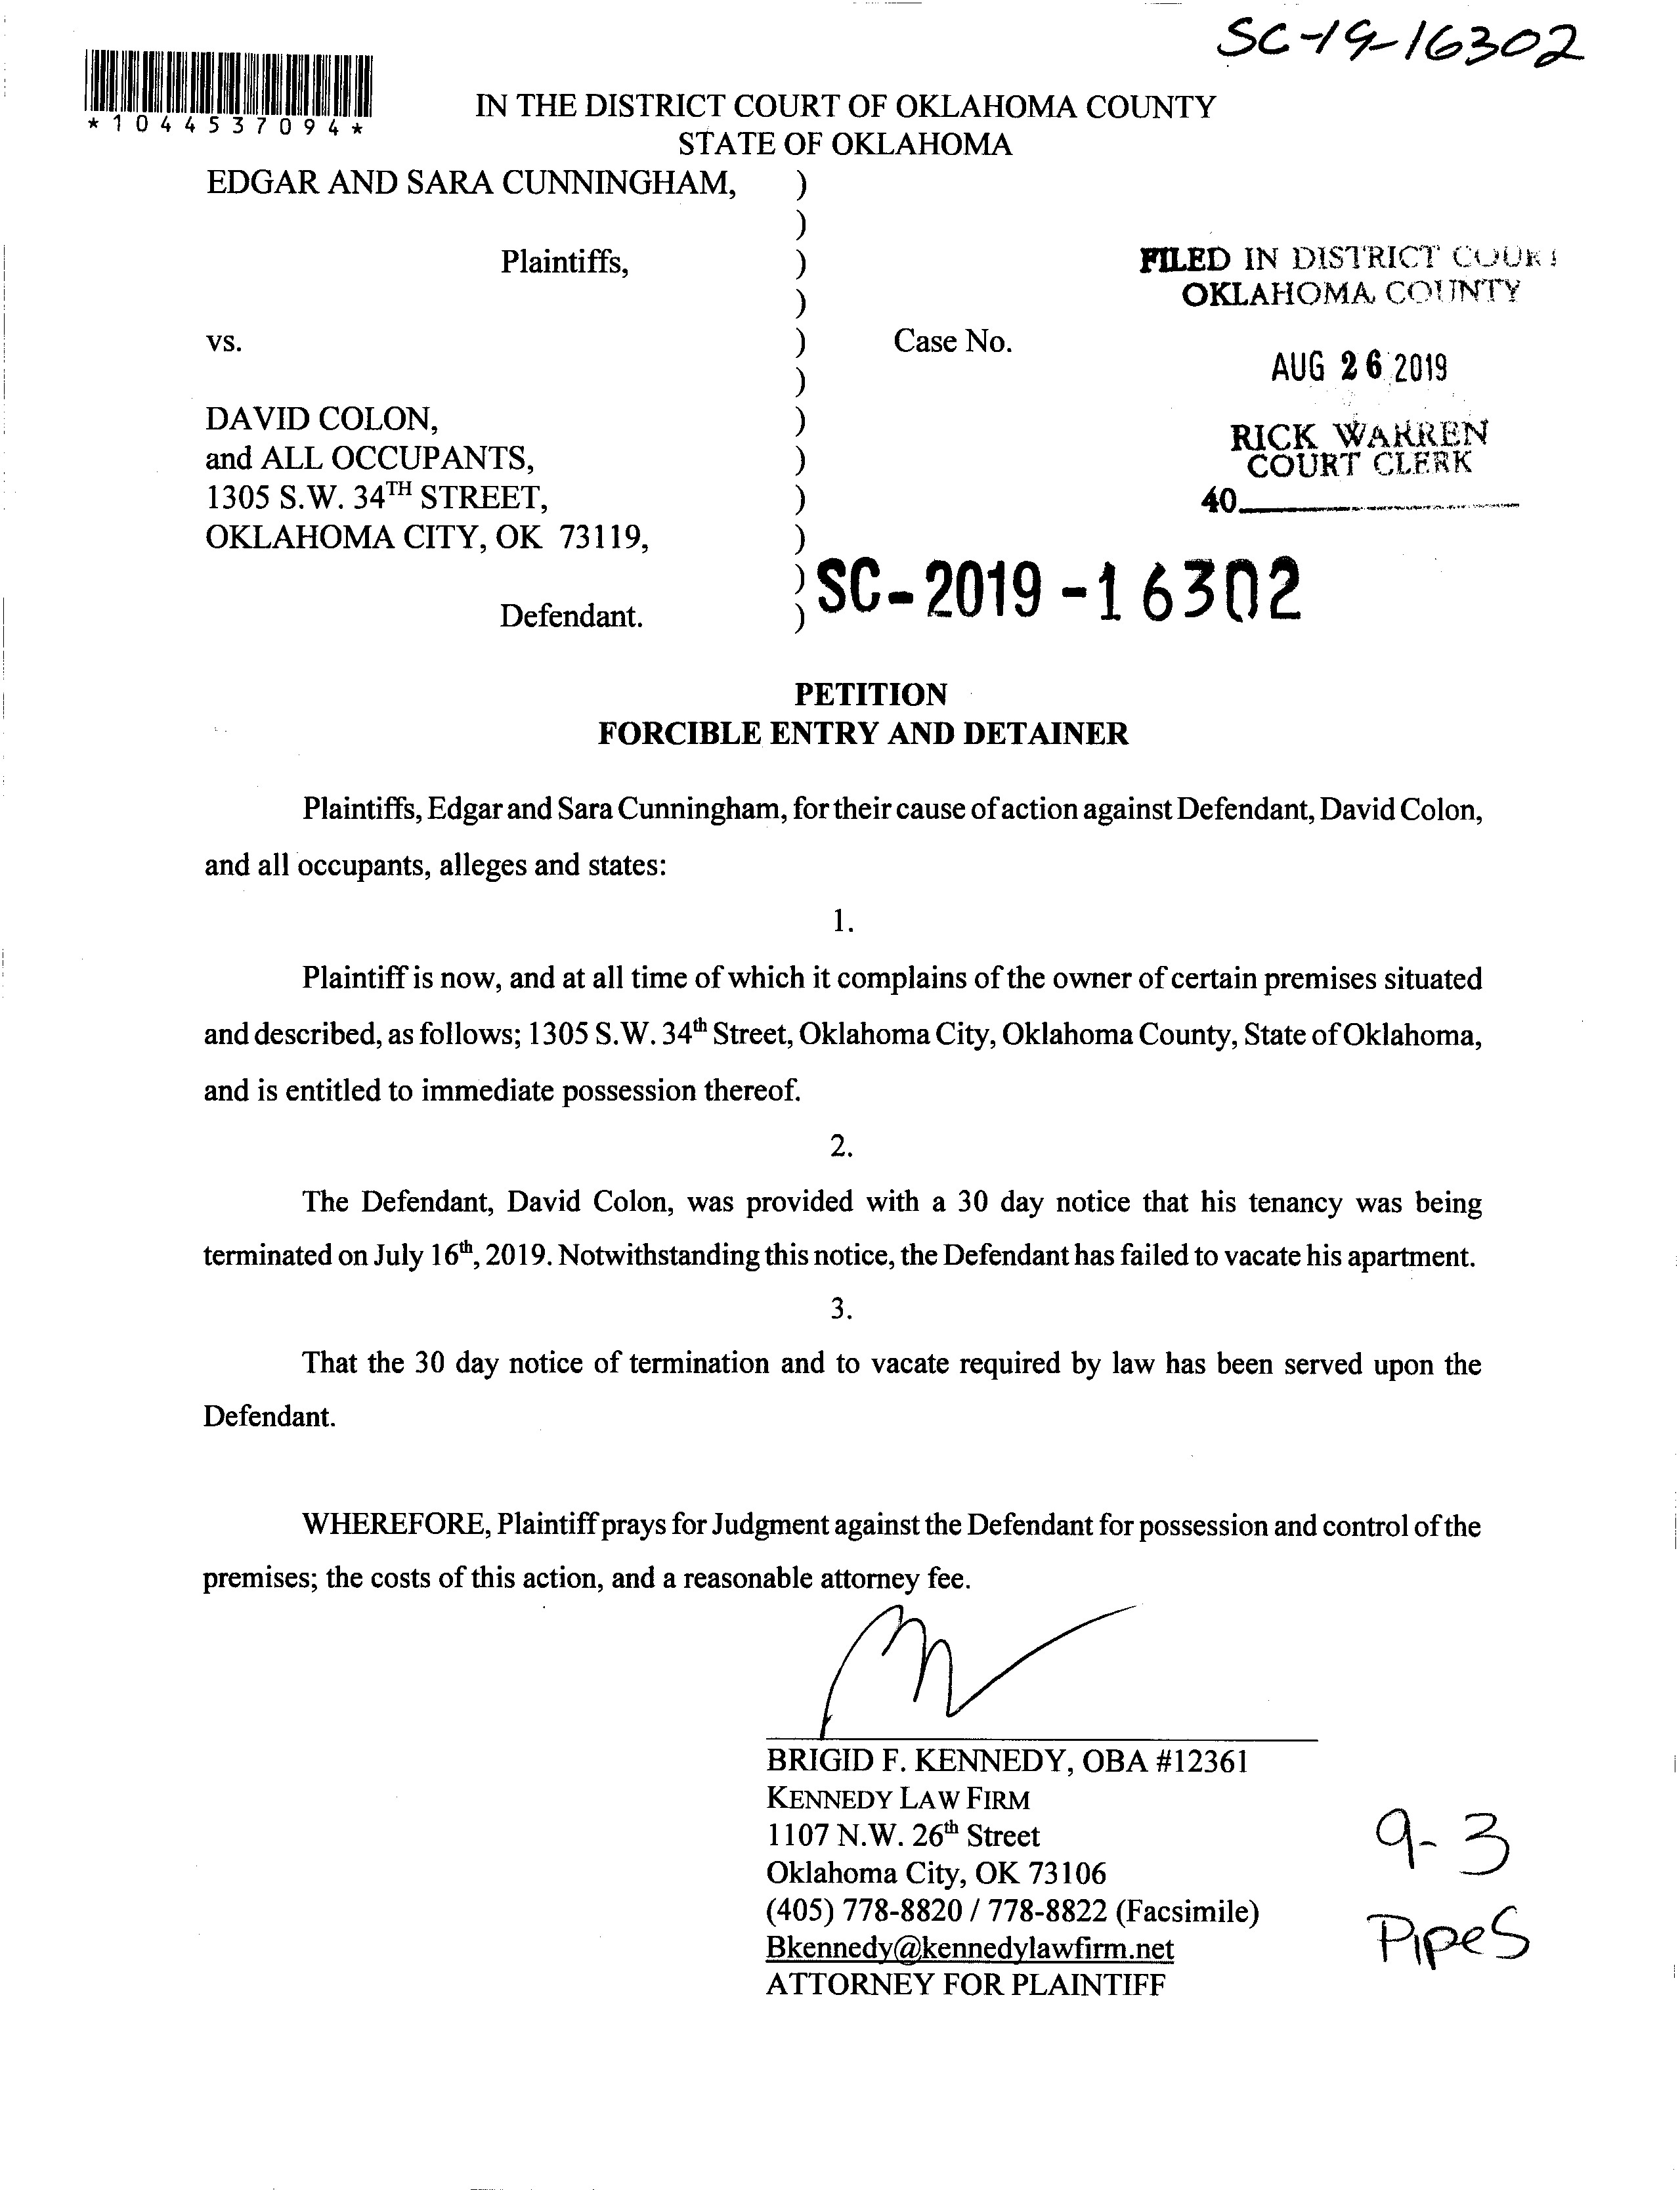 SC-19-16302
*1044537094*
IN THE DISTRICT COURT OF OKLAHOMA COUNTY
STATE OF OKLAHOMA
EDGAR AND SARA CUNNINGHAM, )
)
Plaintiffs, )
)
vs. ) Case No.
)
DAVID COLON, )
and ALL OCCUPANTS, )
1305 S.W. 34TH STREET, )
OKLAHOMA CITY, OK 73119, )
)
Defendant. )
FILED IN DISTRICT COURT
OKLAHOMA COUNTY
AUG 26 2019
RICK WARREN
COURT CLERK
40
SC-2019-16302
PETITION
FORCIBLE ENTRY AND DETAINER
Plaintiffs, Edgar and Sara Cunningham, for their cause of action against Defendant, David Colon,
and all occupants, alleges and states:
1.
Plaintiff is now, and at all time of which it complains of the owner of certain premises situated
and described, as follows; 1305 S.W. 34th Street, Oklahoma City, Oklahoma County, State of Oklahoma,
and is entitled to immediate possession thereof.
2.
The Defendant, David Colon, was provided with a 30 day notice that his tenancy was being
terminated on July 16th, 2019. Notwithstanding this notice, the Defendant has failed to vacate his apartment.
3.
That the 30 day notice of termination and to vacate required by law has been served upon the
Defendant.
WHEREFORE, Plaintiff prays for Judgment against the Defendant for possession and control of the
premises; the costs of this action, and a reasonable attorney fee.
BRIGID F. KENNEDY, OBA #12361
KENNEDY LAW FIRM
1107 N.W. 26th Street
Oklahoma City, OK 73106
(405) 778-8820 / 778-8822 (Facsimile)
Bkennedy@kennedylawfirm.net
ATTORNEY FOR PLAINTIFF
9-3
Pipes